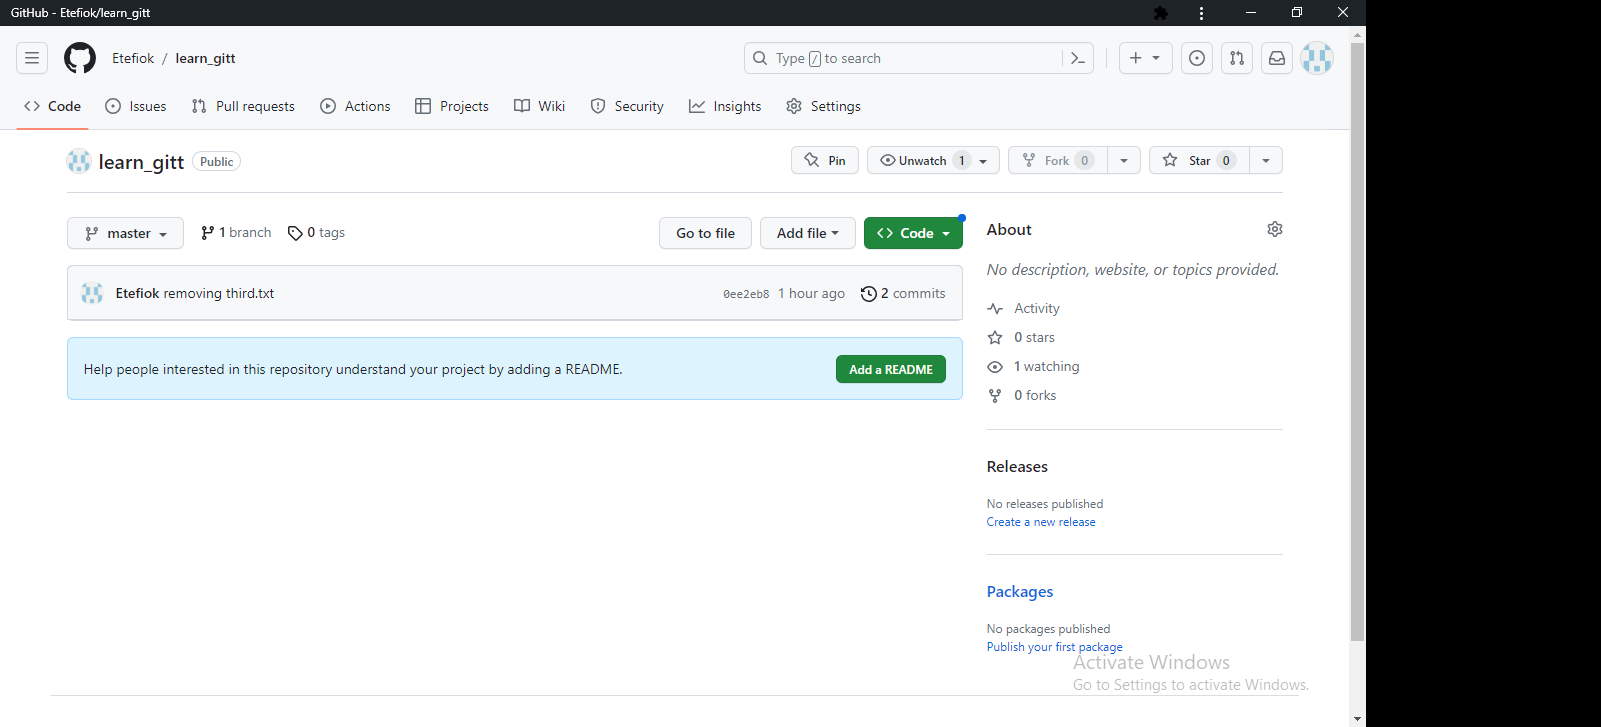 GitHub - Etefiok/learn_gitt
Etefiok / learn_gitt
Type / to search
Code Issues Pull requests Actions Projects Wiki Security Insights Settings
learn_gitt Public
Pin Unwatch 1 Fork 0 Star 0
master 1 branch 0 tags Go to file Add file Code
Etefiok removing third.txt 0ee2eb8 1 hour ago 2 commits
Help people interested in this repository understand your project by adding a README. Add a README
About
No description, website, or topics provided.
Activity
0 stars
1 watching
0 forks
Releases
No releases published
Create a new release
Packages
No packages published
Publish your first package
Activate Windows
Go to Settings to activate Windows.